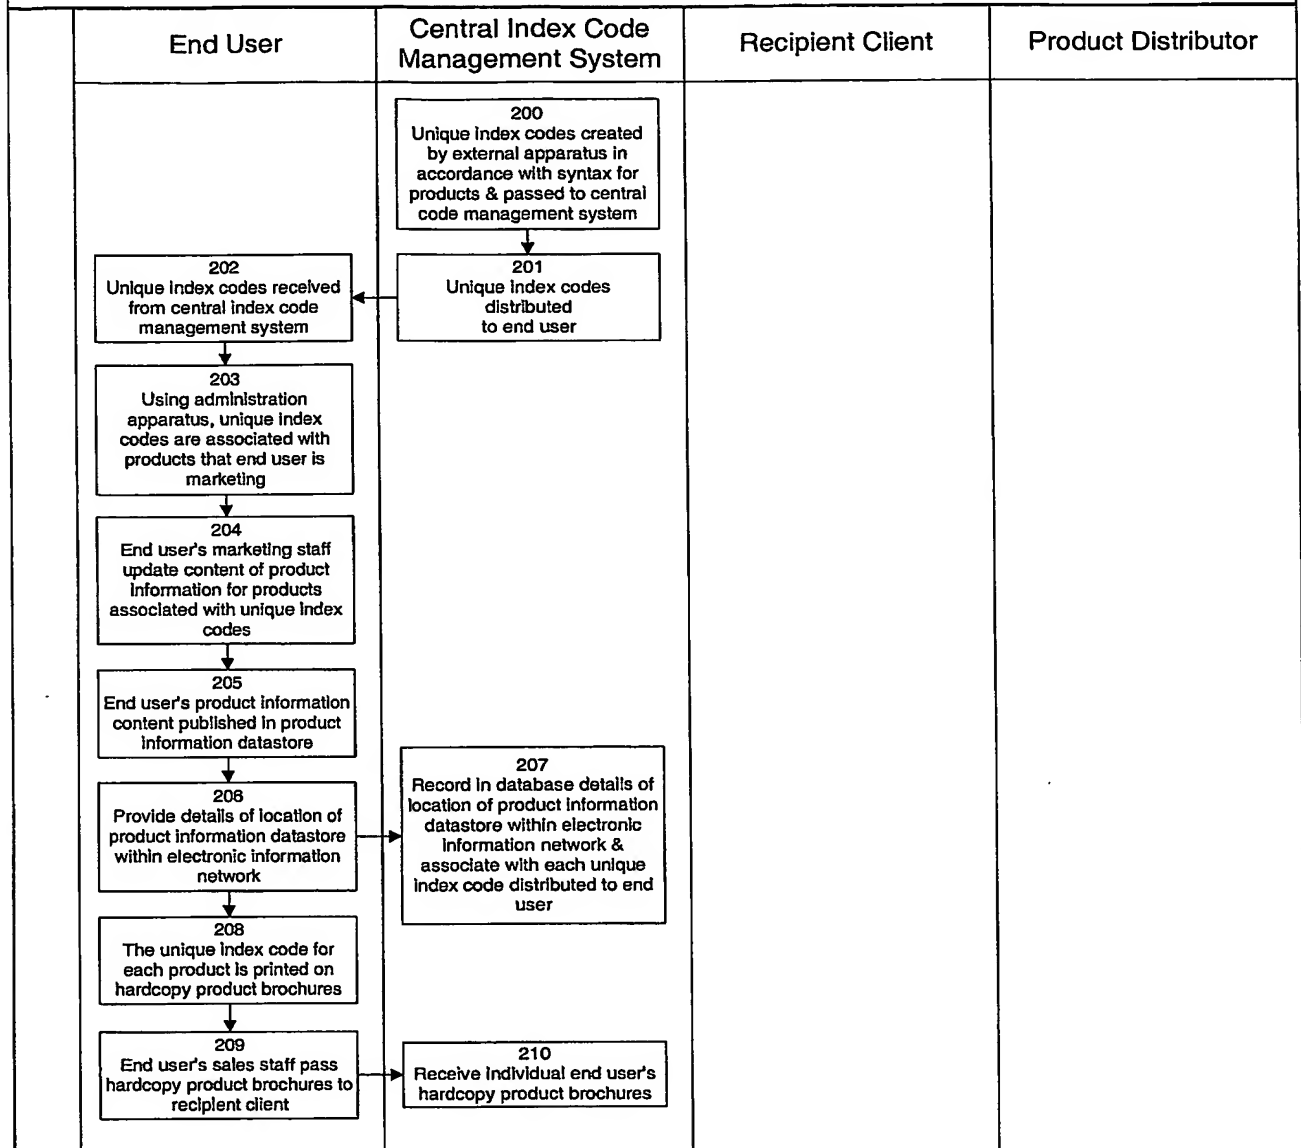 End User
Central Index Code
Management System
Recipient Client
Product Distributor
200
Unique index codes created
by external apparatus in
accordance with syntax for
products & passed to central
code management system
201
Unique index codes
distributed
to end user
202
Unique index codes received
from central index code
management system
203
Using administration
apparatus, unique index
codes are associated with
products that end user is
marketing
204
End user's marketing staff
update content of product
information for products
associated with unique index
codes
205
End user's product information
content published in product
information datastore
206
Provide details of location of
product information datastore
within electronic information
network
207
Record in database details of
location of product information
datastore within electronic
information network &
associate with each unique
index code distributed to end
user
208
The unique index code for
each product is printed on
hardcopy product brochures
209
End user's sales staff pass
hardcopy product brochures to
recipient client
210
Receive individual end user's
hardcopy product brochures